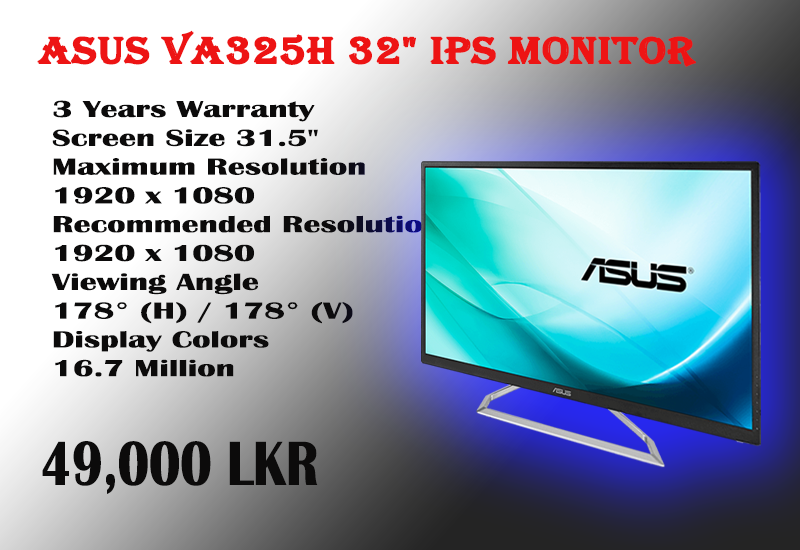 ASUS VA325H 32" IPS MONITOR
3 Years Warranty
Screen Size 31.5"
Maximum Resolution
1920 x 1080
Recommended Resolutio
1920 x 1080
Viewing Angle
178° (H) / 178° (V)
Display Colors
16.7 Million
49,000 LKR
ASUS®
ASUS